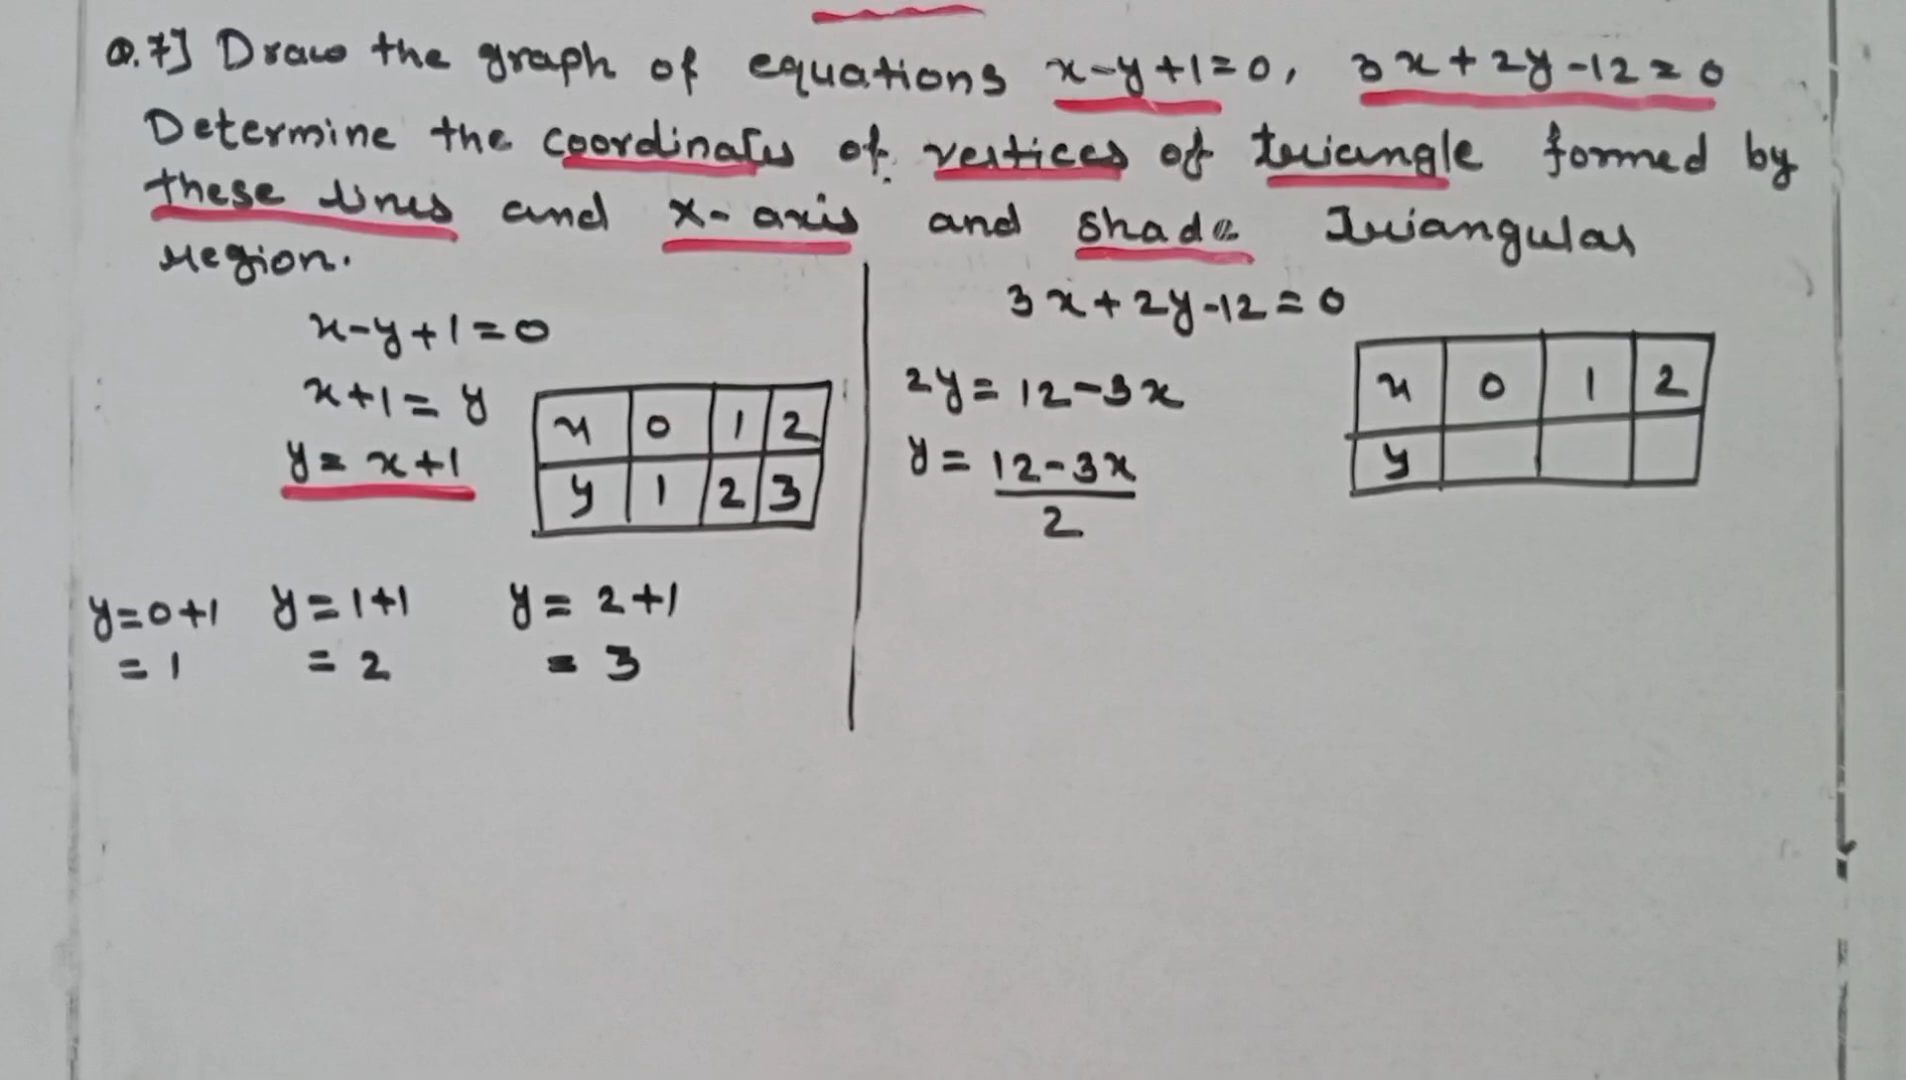 Q.7] Draw the graph of equations x-y+1=0, 3x+2y-12=0
Determine the coordinates of vertices of triangle formed by
these lines and x-axis and shade Triangular
region.
x-y+1=0
x+1=y
y=x+1
x 0 1 2
y 1 2 3
y=0+1 y=1+1 y=2+1
=1 =2 =3
3x+2y-12=0
2y=12-3x
y=12-3x
2
x 0 1 2
y